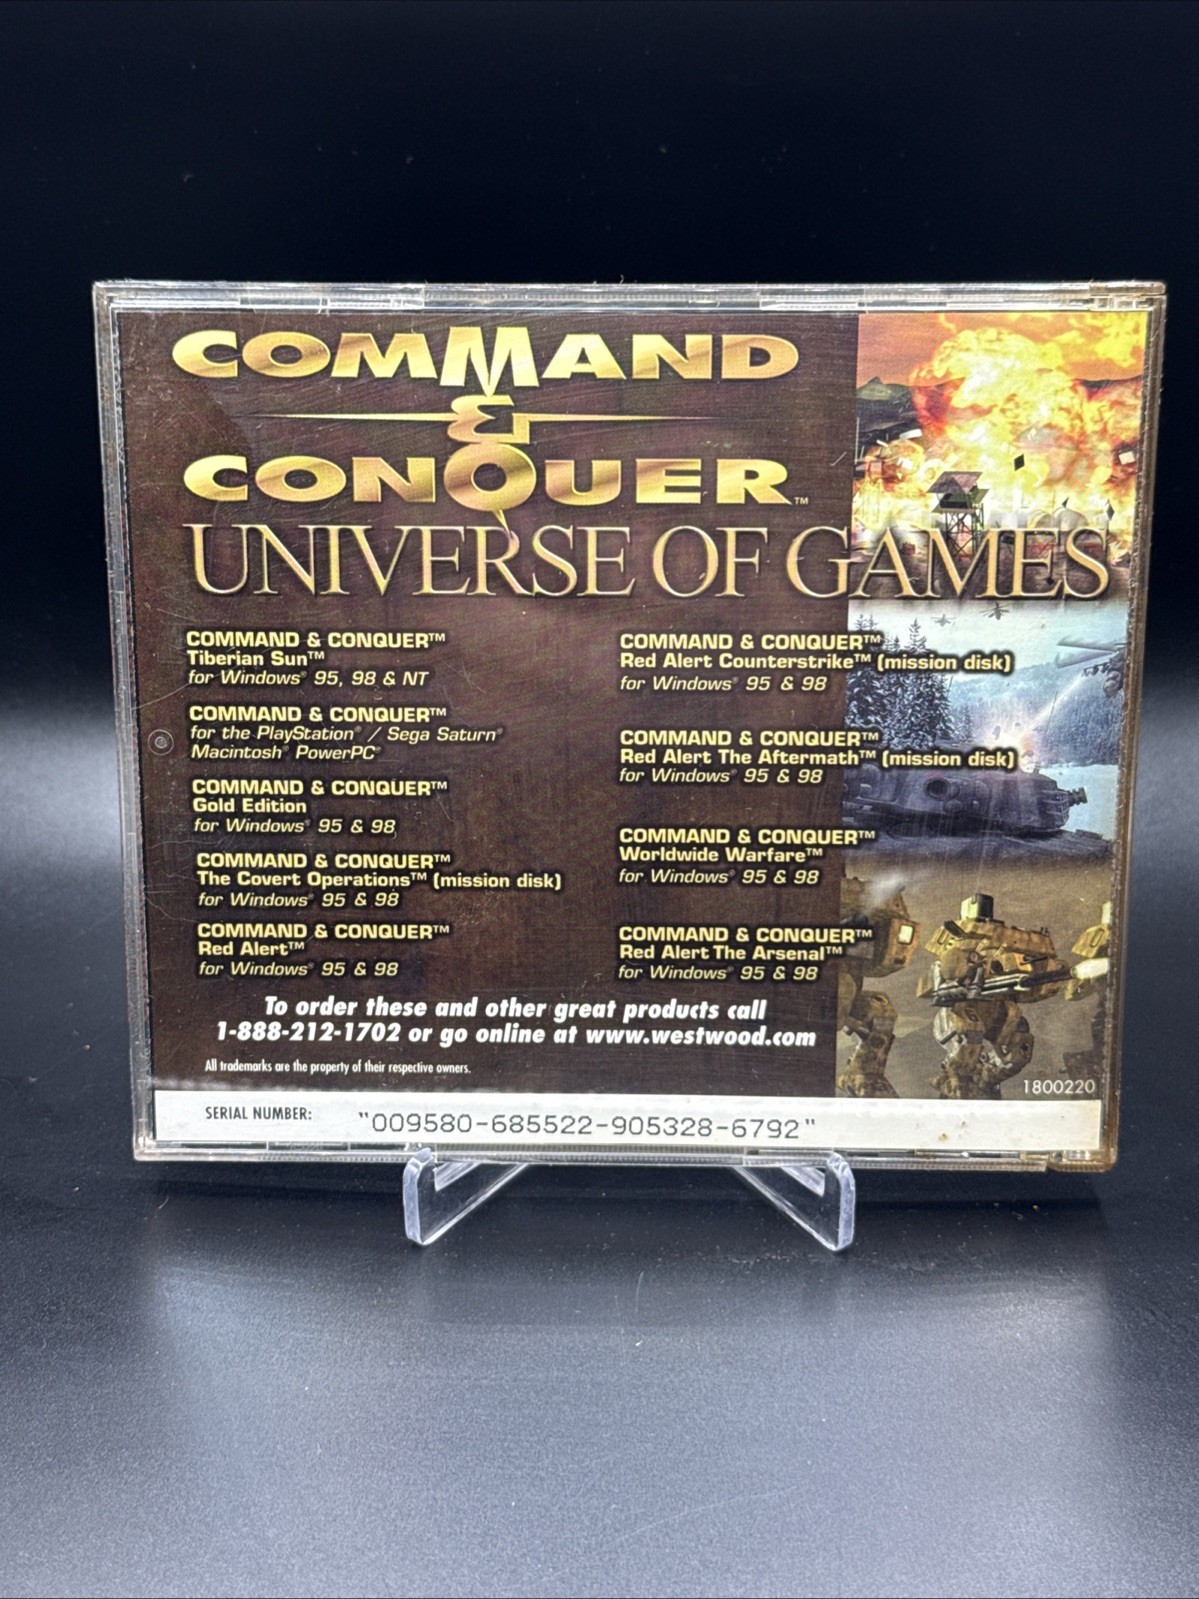 COMMAND
&
CONQUER™
UNIVERSE OF GAMES
COMMAND & CONQUER™
Tiberian Sun™
for Windows® 95, 98 & NT
COMMAND & CONQUER™
for the PlayStation® / Sega Saturn®
Macintosh® PowerPC®
COMMAND & CONQUER™
Gold Edition
for Windows® 95 & 98
COMMAND & CONQUER™
The Covert Operations™ (mission disk)
for Windows® 95 & 98
COMMAND & CONQUER™
Red Alert™
for Windows® 95 & 98
COMMAND & CONQUER™
Red Alert Counterstrike™ (mission disk)
for Windows® 95 & 98
COMMAND & CONQUER™
Red Alert The Aftermath™ (mission disk)
for Windows® 95 & 98
COMMAND & CONQUER™
Worldwide Warfare™
for Windows® 95 & 98
COMMAND & CONQUER™
Red Alert The Arsenal™
for Windows® 95 & 98
To order these and other great products call
1-888-212-1702 or go online at www.westwood.com
All trademarks are the property of their respective owners.
1800220
SERIAL NUMBER: "009580-685522-905328-6792"